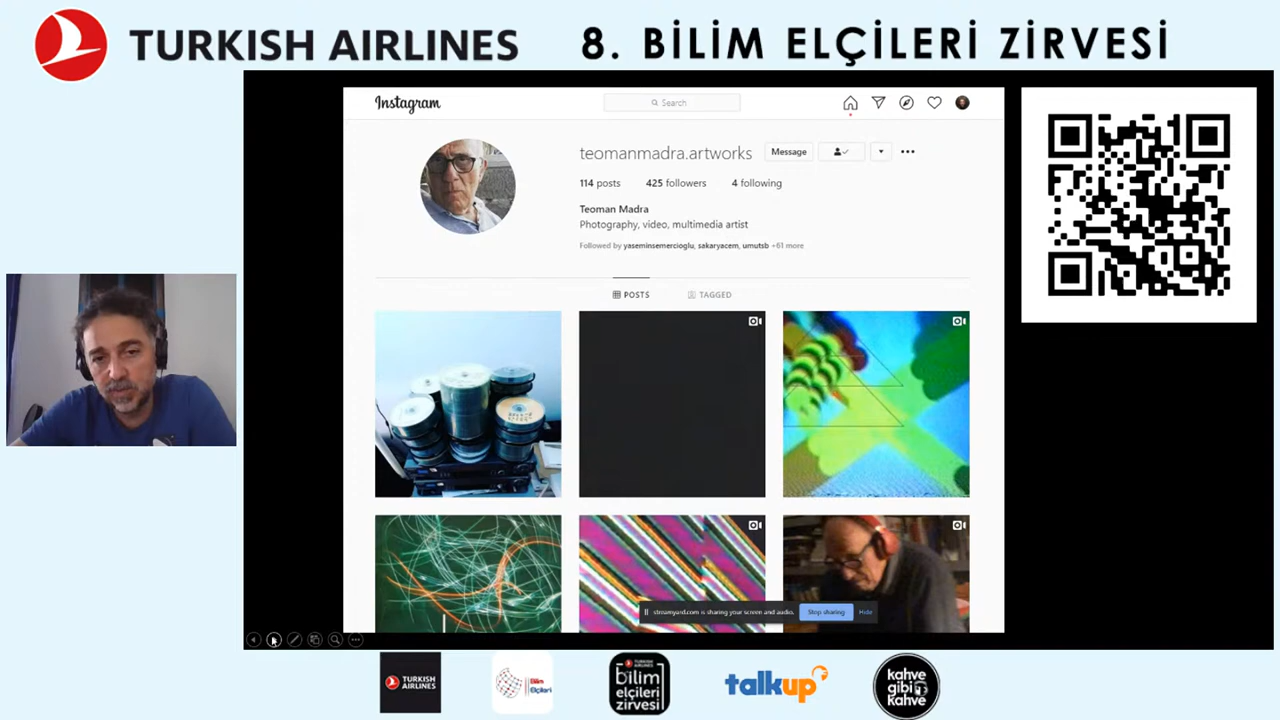 TURKISH AIRLINES
8. BİLİM ELÇİLERİ ZİRVESİ
Instagram
Search
teomanmadra.artworks
Message
114 posts
425 followers
4 following
Teoman Madra
Photography, video, multimedia artist
Followed by yaseminsemercioglu, sakaryacem, umutsb +61 more
POSTS
TAGGED
streamyard.com is sharing your screen and audio.
Stop sharing
Hide
TURKISH AIRLINES
Bilim
Elçileri
TURKISH AIRLINES
bilim
elçileri
zirvesi
talkup
kahve
gibi
kahve